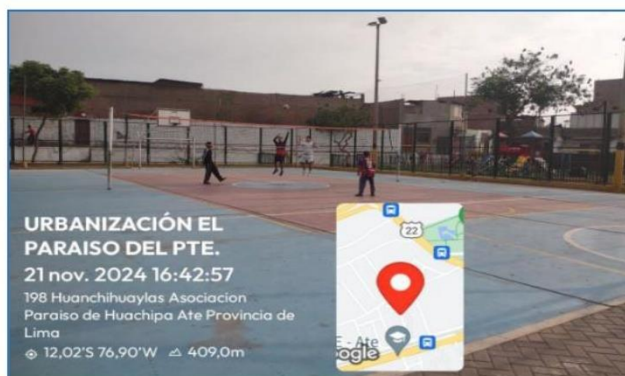 URBANIZACIÓN EL
PARAISO DEL PTE.
21 nov. 2024 16:42:57
198 Huanchihuaylas Asociacion
Paraiso de Huachipa Ate Provincia de
Lima
12,02'S 76,90'W 409,0m
22
E - Ate
oogle